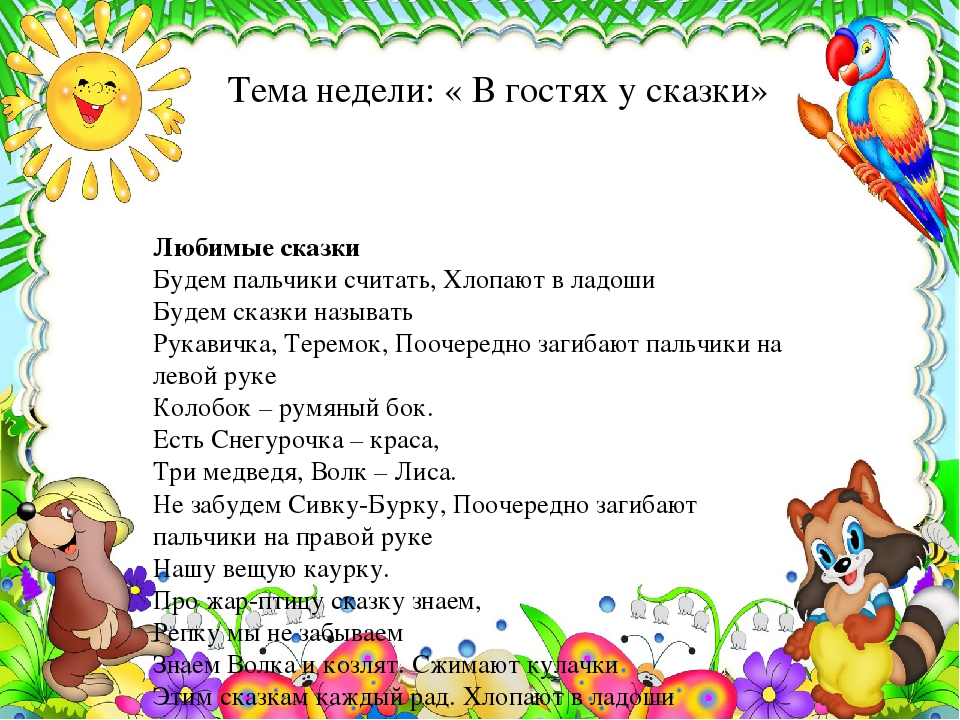 Тема недели: « В гостях у сказки»
Любимые сказки
Будем пальчики считать, Хлопают в ладоши
Будем сказки называть
Рукавичка, Теремок, Поочередно загибают пальчики на
левой руке
Колобок – румяный бок.
Есть Снегурочка – краса,
Три медведя, Волк – Лиса.
Не забудем Сивку-Бурку, Поочередно загибают
пальчики на правой руке
Нашу вещую каурку.
Про жар-птицу сказку знаем,
Репку мы не забываем
Знаем Волка и козлят, Сжимают кулачки
Этим сказкам каждый рад. Хлопают в ладоши